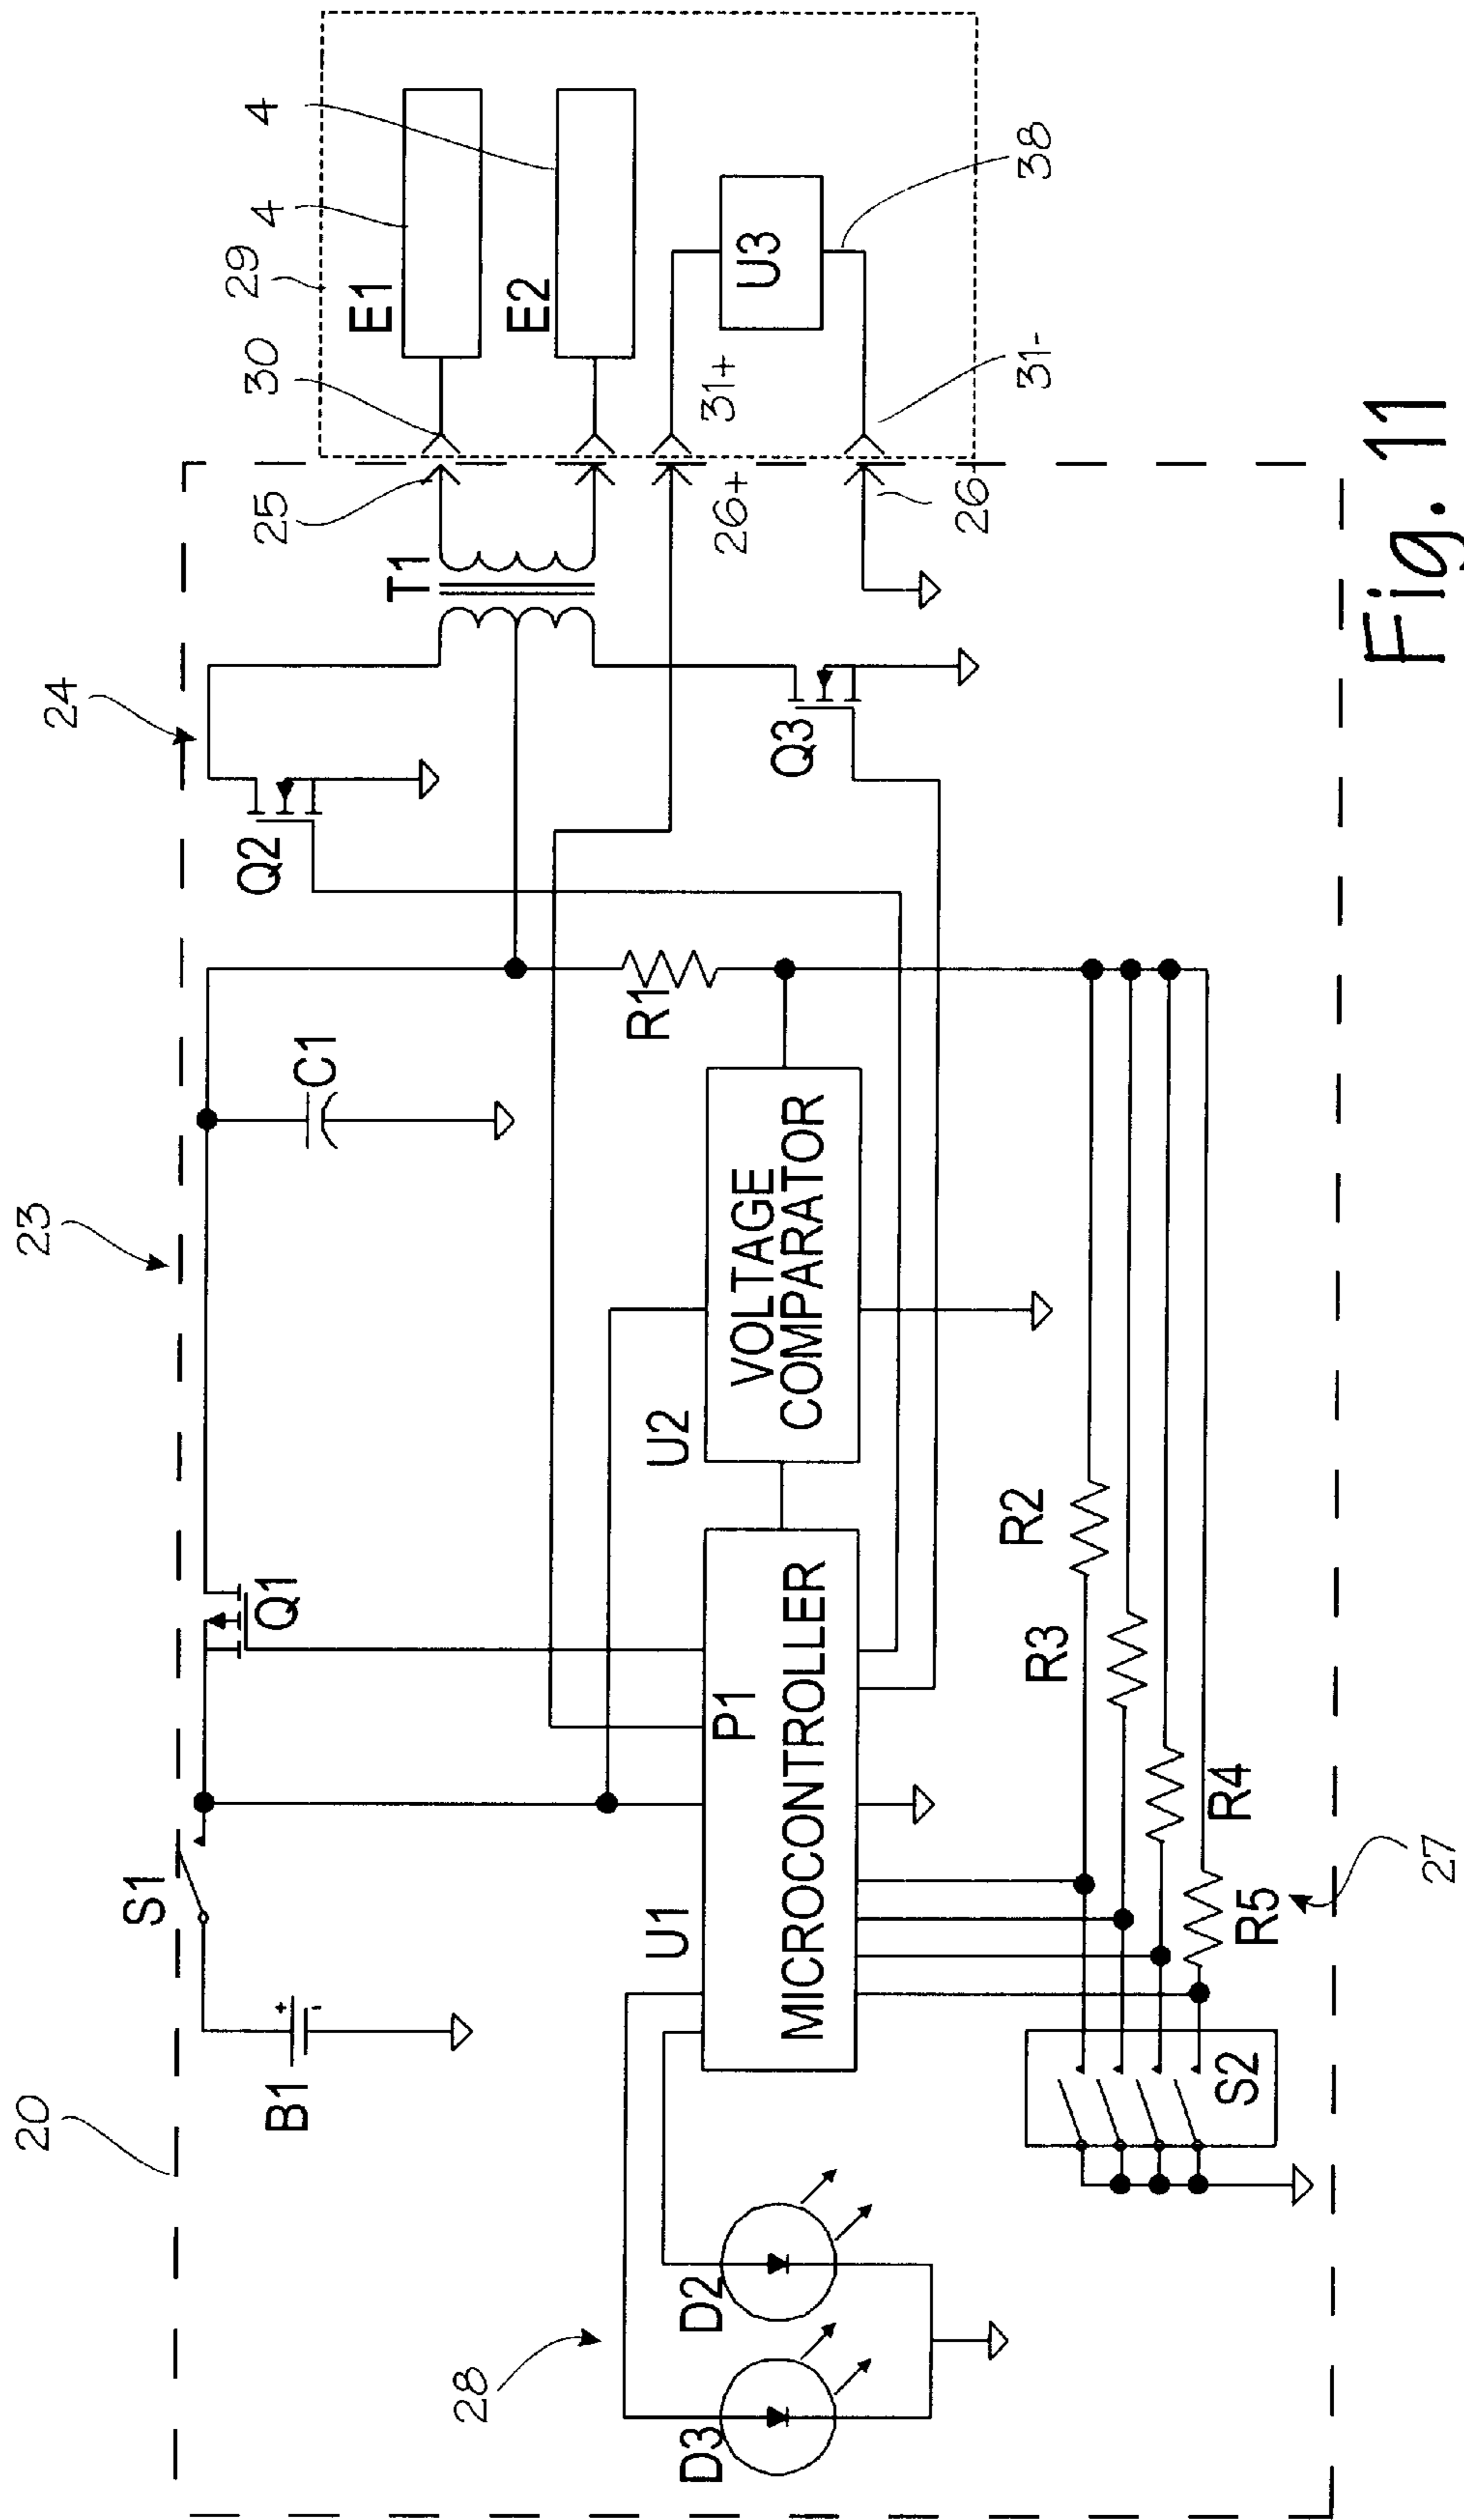 20
23
24
29
4
4
30
25
S1
B1
Q1
C1
Q2
T1
E1
E2
26+
31+
U3
38
31-
26
28
D3
D2
U1
P1
MICROCONTROLLER
U2
VOLTAGE
COMPARATOR
R1
Q3
R2
R3
R4
R5
S2
27
+
-
Fig. 11